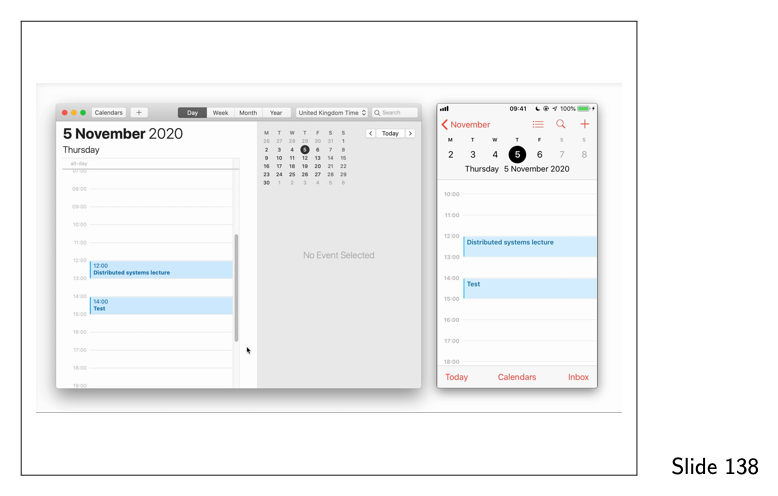 Calendars + Day Week Month Year United Kingdom Time Search
5 November 2020
Thursday
all-day
07:00
08:00
09:00
10:00
11:00
12:00
12:00
Distributed systems lecture
13:00
14:00
14:00
Test
15:00
16:00
17:00
18:00
19:00
M T W T F S S
26 27 28 29 30 31 1
2 3 4 5 6 7 8
9 10 11 12 13 14 15
16 17 18 19 20 21 22
23 24 25 26 27 28 29
30 1 2 3 4 5 6
< Today >
No Event Selected
09:41 100%
November
M T W T F S S
2 3 4 5 6 7 8
Thursday 5 November 2020
10:00
11:00
12:00
Distributed systems lecture
13:00
14:00
Test
15:00
16:00
17:00
18:00
Today Calendars Inbox
Slide 138